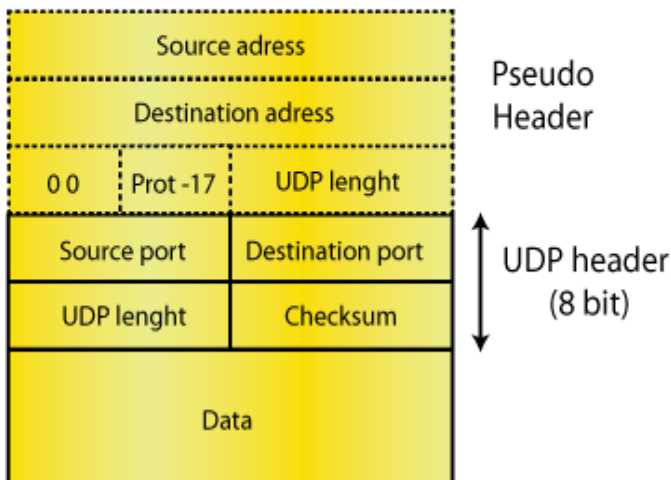 Source adress
Destination adress
Pseudo
Header
0 0 Prot -17 UDP lenght
Source port Destination port
UDP header
(8 bit)
UDP lenght Checksum
Data